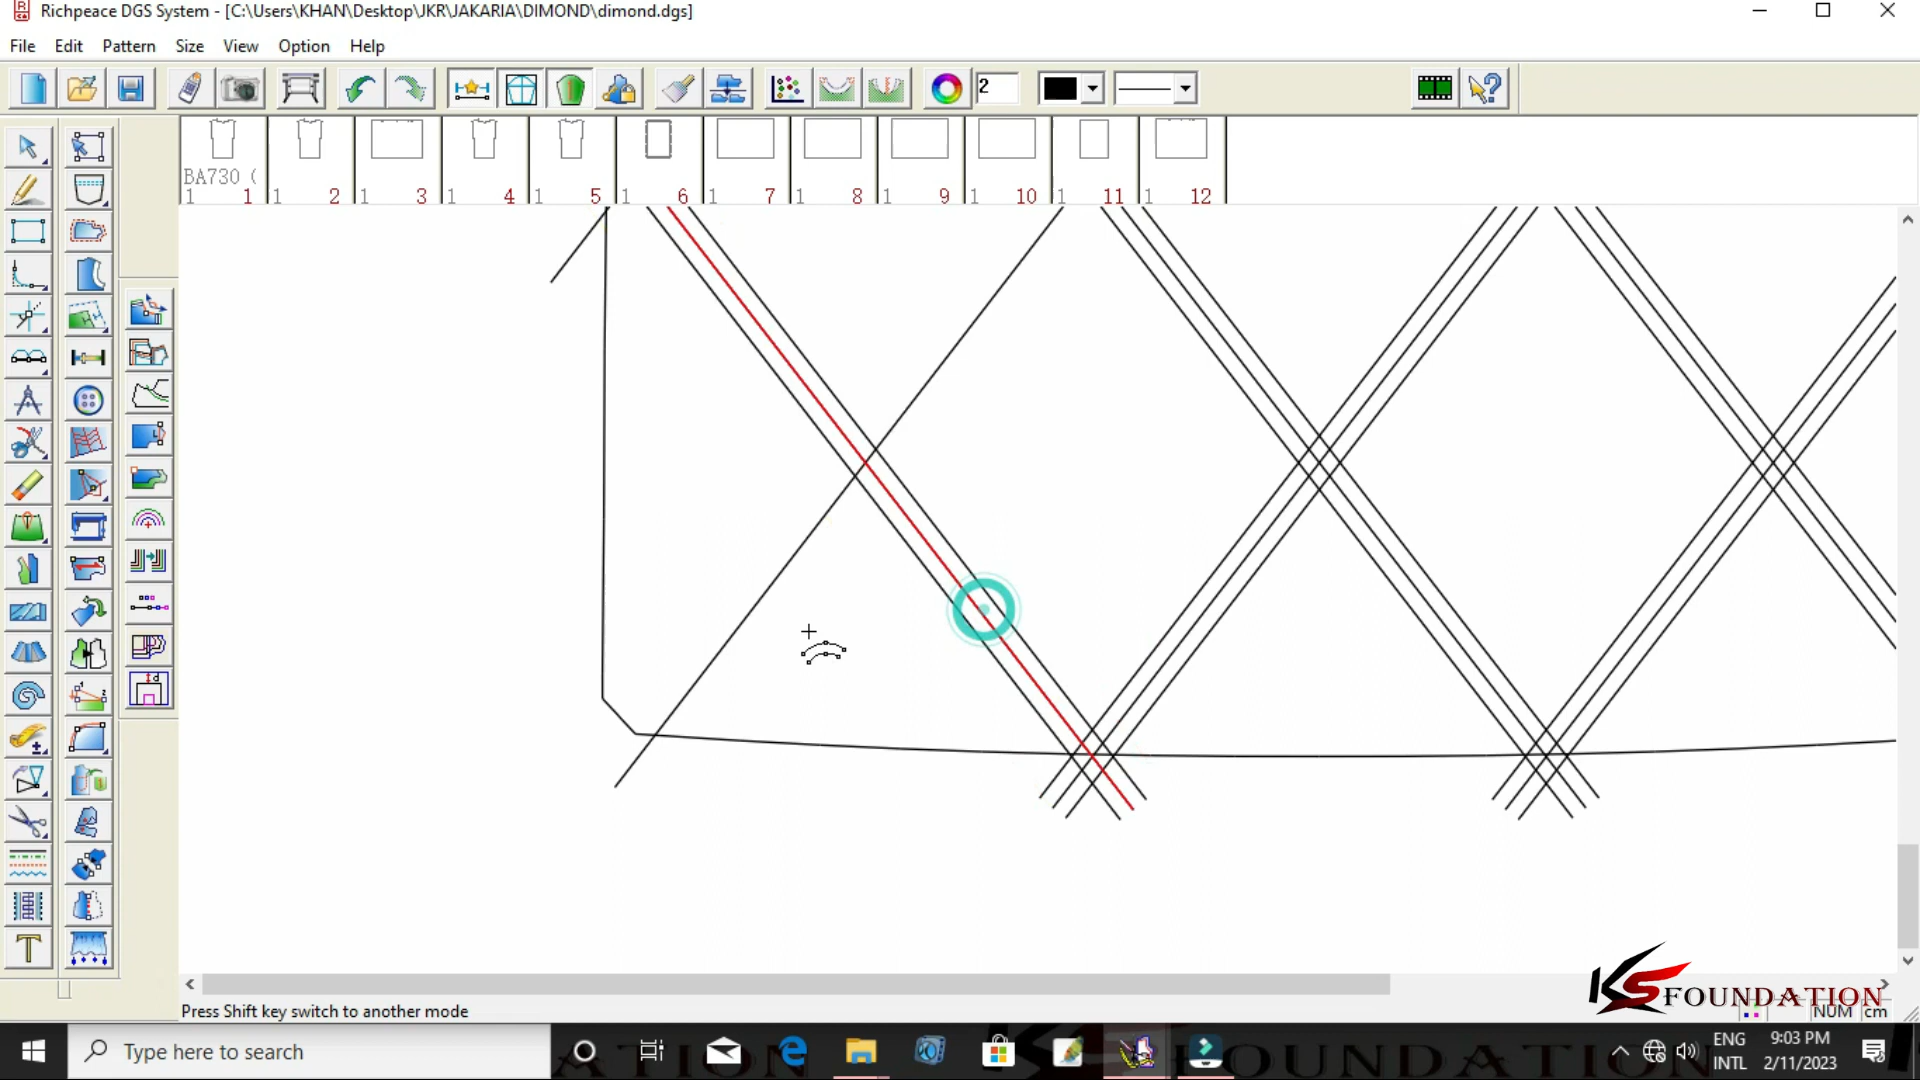 Richpeace DGS System - [C:\Users\KHAN\Desktop\JKR\JAKARIA\DIMOND\dimond.dgs]
File Edit Pattern Size View Option Help
2
BA730 (
1 1 1 2 1 3 1 4 1 5 1 6 1 7 1 8 1 9 1 10 1 11 1 12
KS FOUNDATION
Press Shift key switch to another mode
NUM cm
Type here to search
ENG
INTL
9:03 PM
2/11/2023